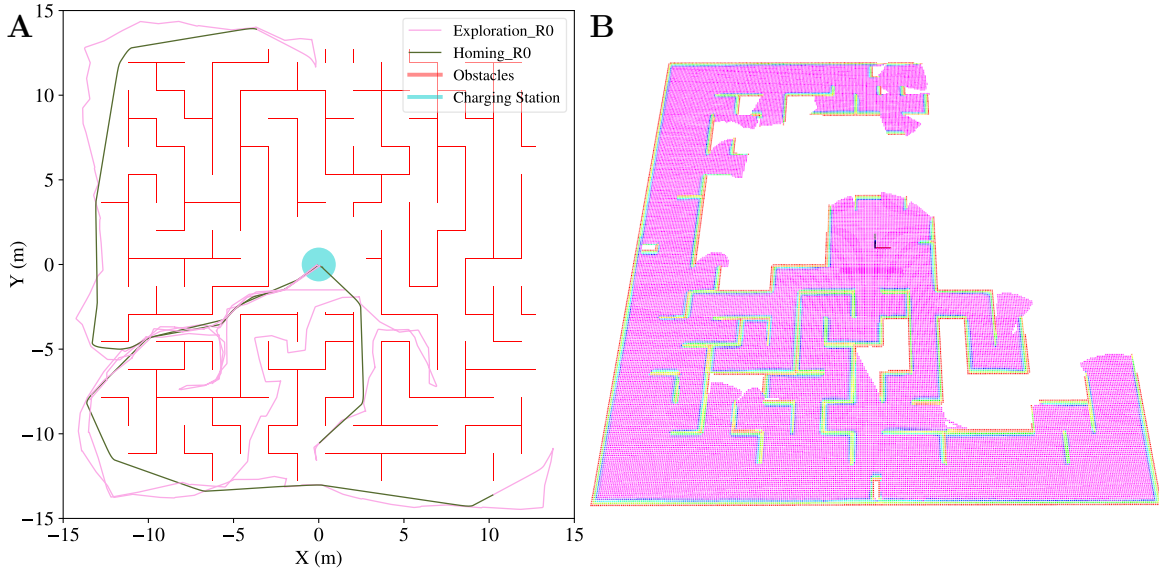 A
B
Exploration_R0
Homing_R0
Obstacles
Charging Station
15
10
5
0
−5
−10
−15
Y (m)
−15
−10
−5
0
5
10
15
X (m)